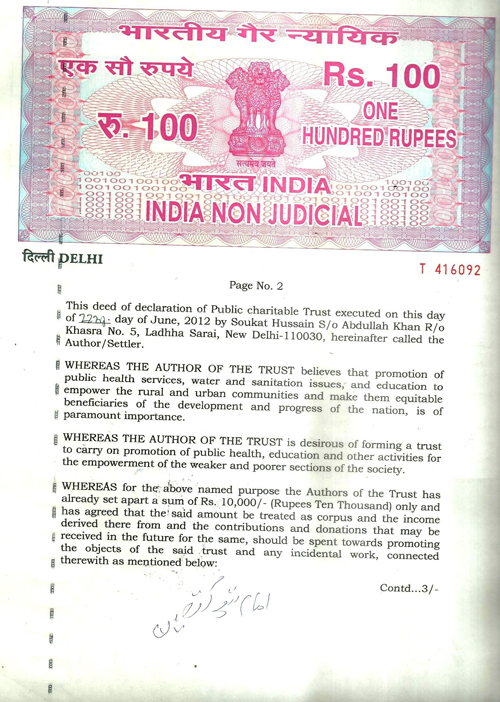 भारतीय गैर न्यायिक
एक सौ रुपये
Rs. 100
रु. 100
ONE
HUNDRED RUPEES
सत्यमेव जयते
भारत INDIA
INDIA NON JUDICIAL
दिल्ली DELHI
T 416092
Page No. 2
This deed of declaration of Public charitable Trust executed on this day
of 22nd. day of June, 2012 by Soukat Hussain S/o Abdullah Khan R/o
Khasra No. 5, Ladhha Sarai, New Delhi-110030, hereinafter called the
Author/Settler.
WHEREAS THE AUTHOR OF THE TRUST believes that promotion of
public health services, water and sanitation issues, and education to
empower the rural and urban communities and make them equitable
beneficiaries of the development and progress of the nation, is of
paramount importance.
WHEREAS THE AUTHOR OF THE TRUST is desirous of forming a trust
to carry on promotion of public health, education and other activities for
the empowerment of the weaker and poorer sections of the society.
WHEREAS for the above named purpose the Authors of the Trust has
already set apart a sum of Rs. 10,000/- (Rupees Ten Thousand) only and
has agreed that the said amount be treated as corpus and the income
derived there from and the contributions and donations that may be
received in the future for the same, should be spent towards promoting
the objects of the said trust and any incidental work, connected
therewith as mentioned below:
Contd...3/-